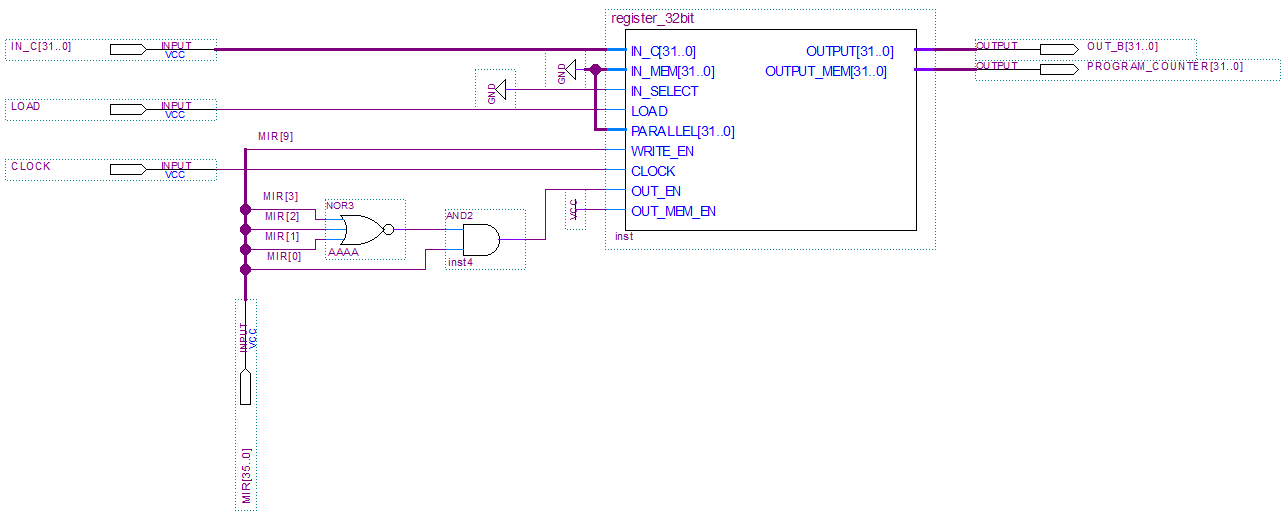 register_32bit
IN_C[31..0]
INPUT
VCC
IN_C[31..0]
OUTPUT[31..0]
OUTPUT
OUT_B[31..0]
GND
IN_MEM[31..0]
OUTPUT_MEM[31..0]
OUTPUT
PROGRAM_COUNTER[31..0]
GND
IN_SELECT
LOAD
INPUT
VCC
LOAD
PARALLEL[31..0]
MIR[9]
WRITE_EN
CLOCK
INPUT
VCC
CLOCK
OUT_EN
MIR[3]
NOR3
VCC
OUT_MEM_EN
MIR[2]
AND2
MIR[1]
inst
MIR[0]
AAAA
inst4
INPUT
VCC
MIR[35..0]